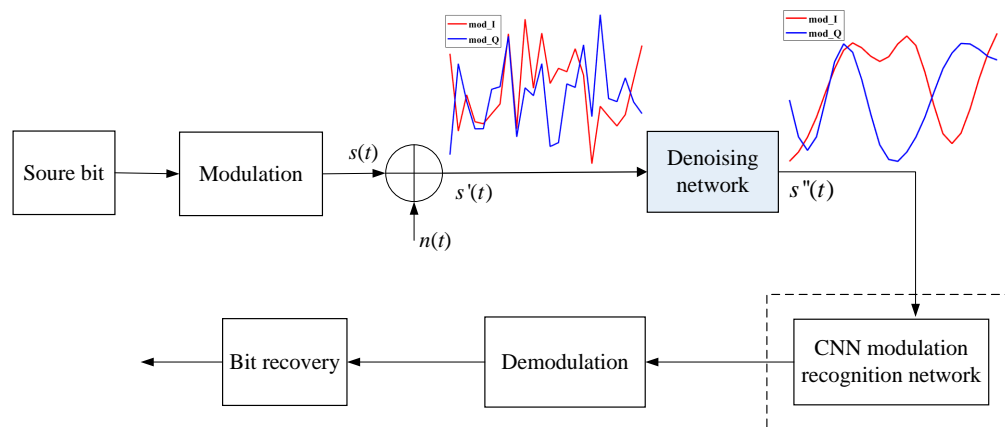 mod_I
mod_Q
mod_I
mod_Q
Soure bit
Modulation
s(t)
n(t)
s'(t)
Denoising
network
s''(t)
Bit recovery
Demodulation
CNN modulation
recognition network